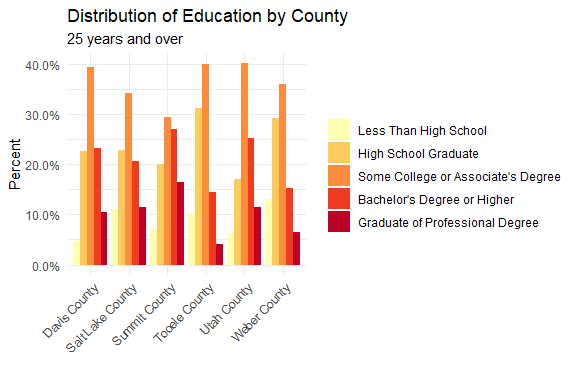 Distribution of Education by County
25 years and over
Percent
40.0%
30.0%
20.0%
10.0%
0.0%
Davis County
Salt Lake County
Summit County
Tooele County
Utah County
Weber County
Less Than High School
High School Graduate
Some College or Associate's Degree
Bachelor's Degree or Higher
Graduate of Professional Degree